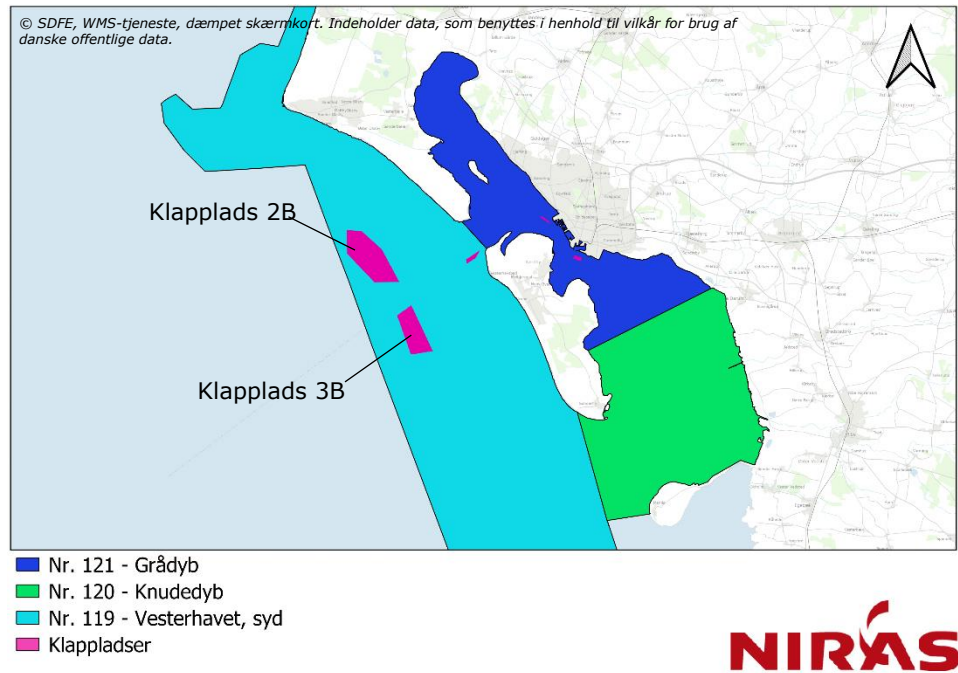 © SDFE, WMS-tjeneste, dæmpet skærmkort. Indeholder data, som benyttes i henhold til vilkår for brug af
danske offentlige data.
Klapplads 2B
Klapplads 3B
Nr. 121 - Grådyb
Nr. 120 - Knudedyb
Nr. 119 - Vesterhavet, syd
Klappladser
NIRAS